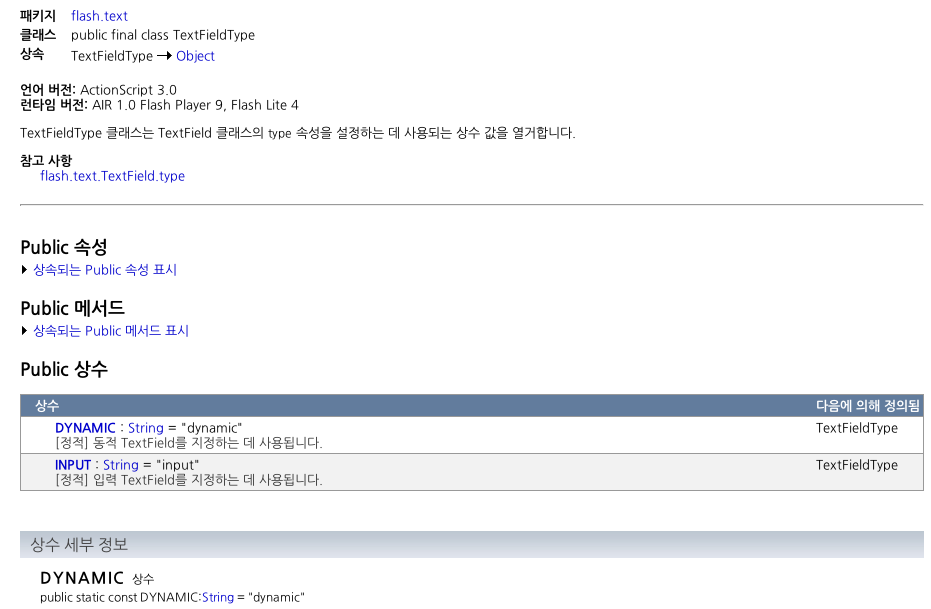 패키지 flash.text
클래스 public final class TextFieldType
상속 TextFieldType → Object
언어 버전: ActionScript 3.0
런타임 버전: AIR 1.0 Flash Player 9, Flash Lite 4
TextFieldType 클래스는 TextField 클래스의 type 속성을 설정하는 데 사용되는 상수 값을 열거합니다.
참고 사항
flash.text.TextField.type
Public 속성
상속되는 Public 속성 표시
Public 메서드
상속되는 Public 메서드 표시
Public 상수
상수 다음에 의해 정의됨
DYNAMIC : String = "dynamic" TextFieldType
[정적] 동적 TextField를 지정하는 데 사용됩니다.
INPUT : String = "input" TextFieldType
[정적] 입력 TextField를 지정하는 데 사용됩니다.
상수 세부 정보
DYNAMIC 상수
public static const DYNAMIC:String = "dynamic"